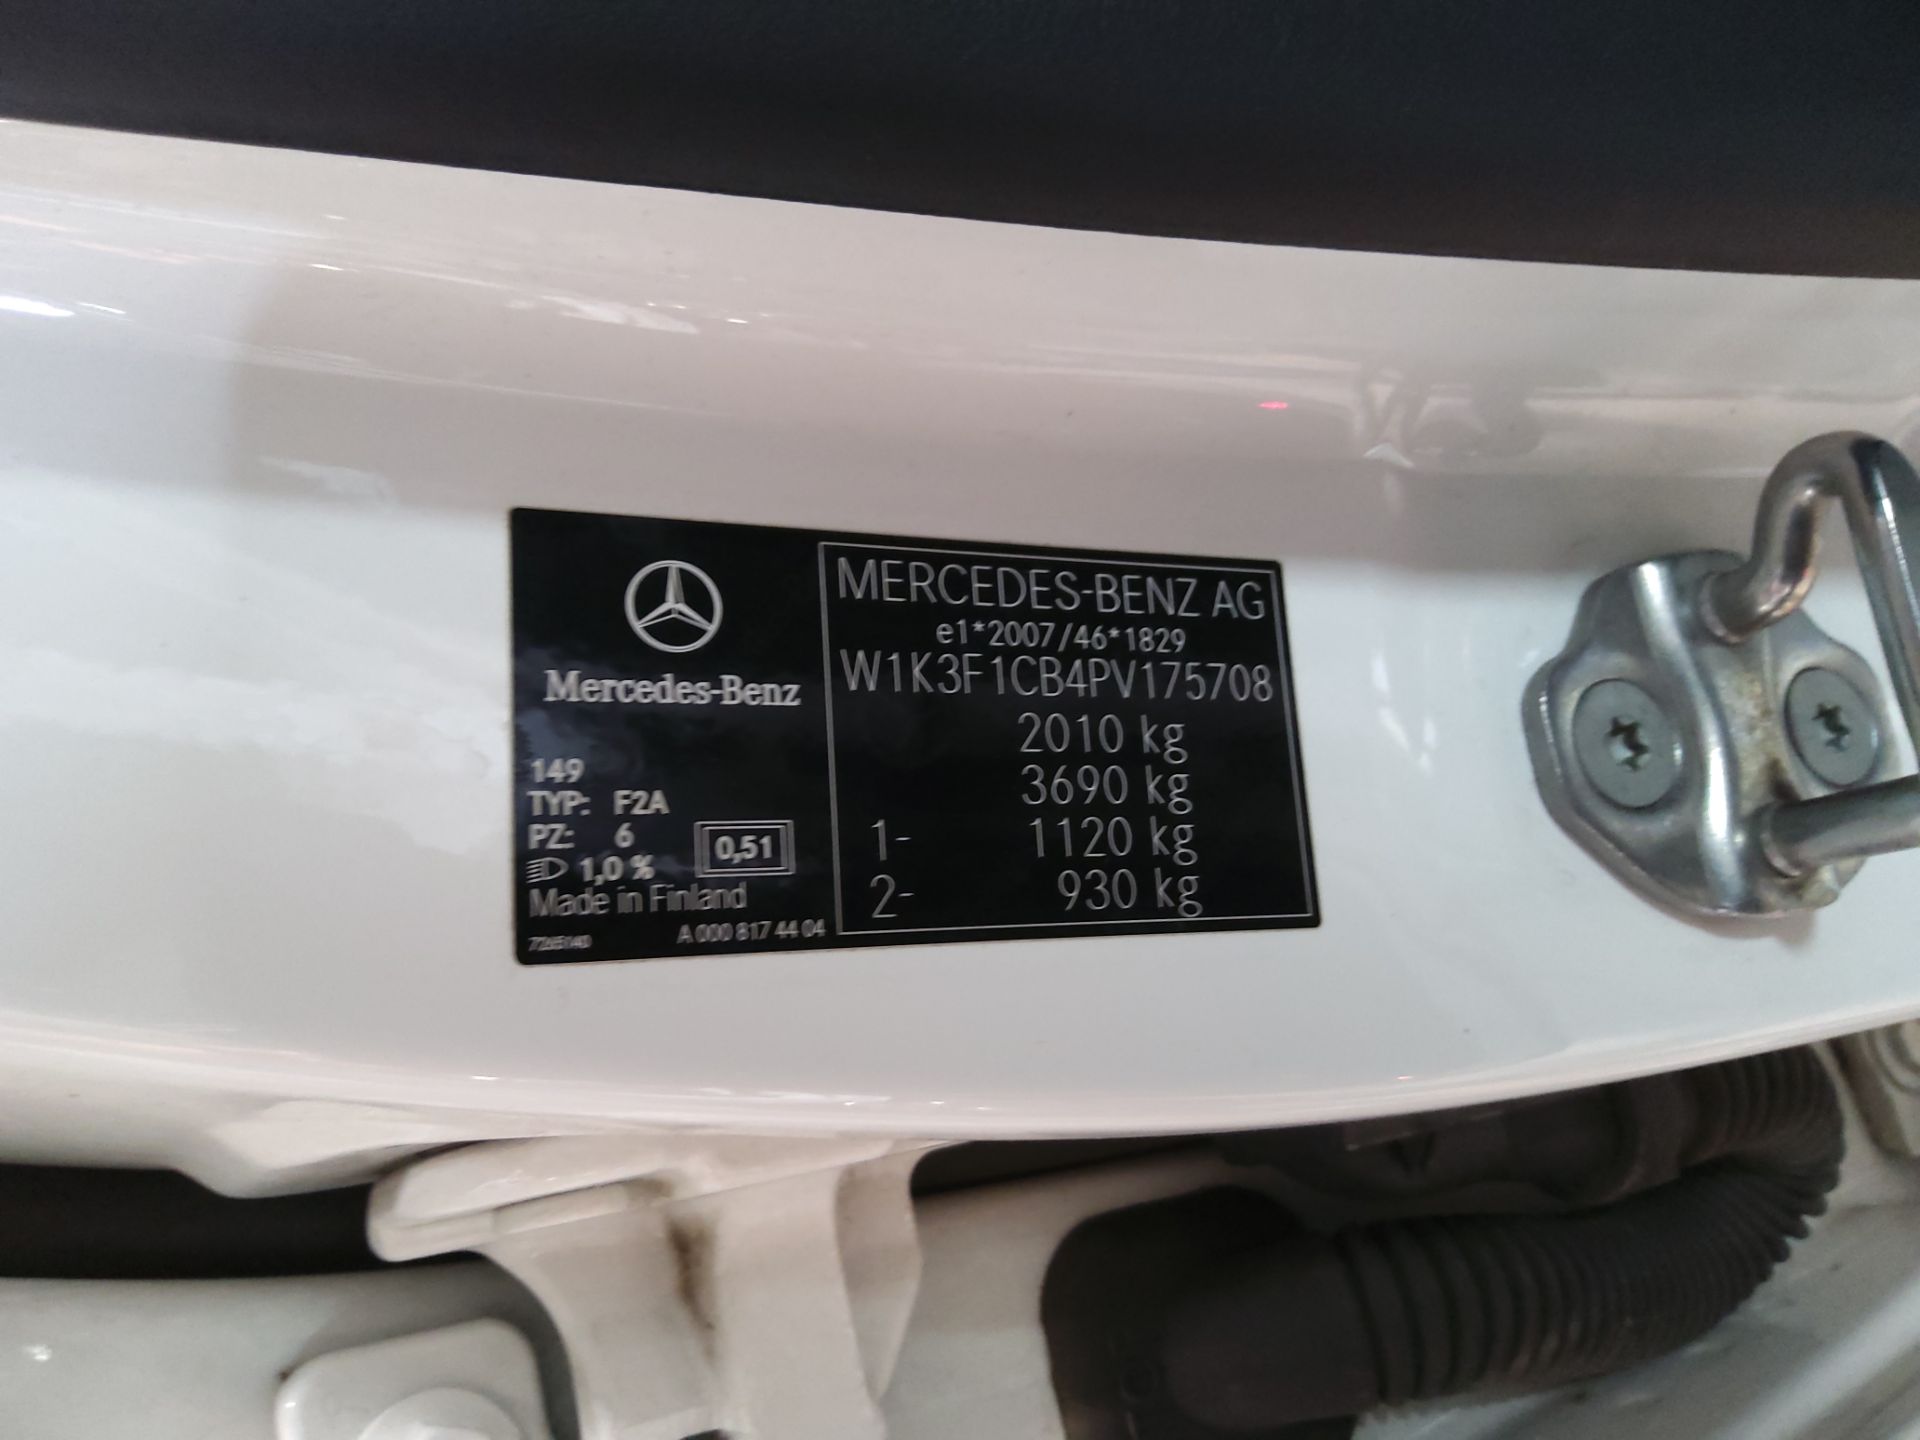 Mercedes-Benz
149
TYP: F2A
PZ: 6
1,0 %
0,51
Made in Finland
A 000 817 44 04
MERCEDES-BENZ AG
e1*2007/46*1829
W1K3F1CB4PV175708
2010 kg
3690 kg
1- 1120 kg
2- 930 kg